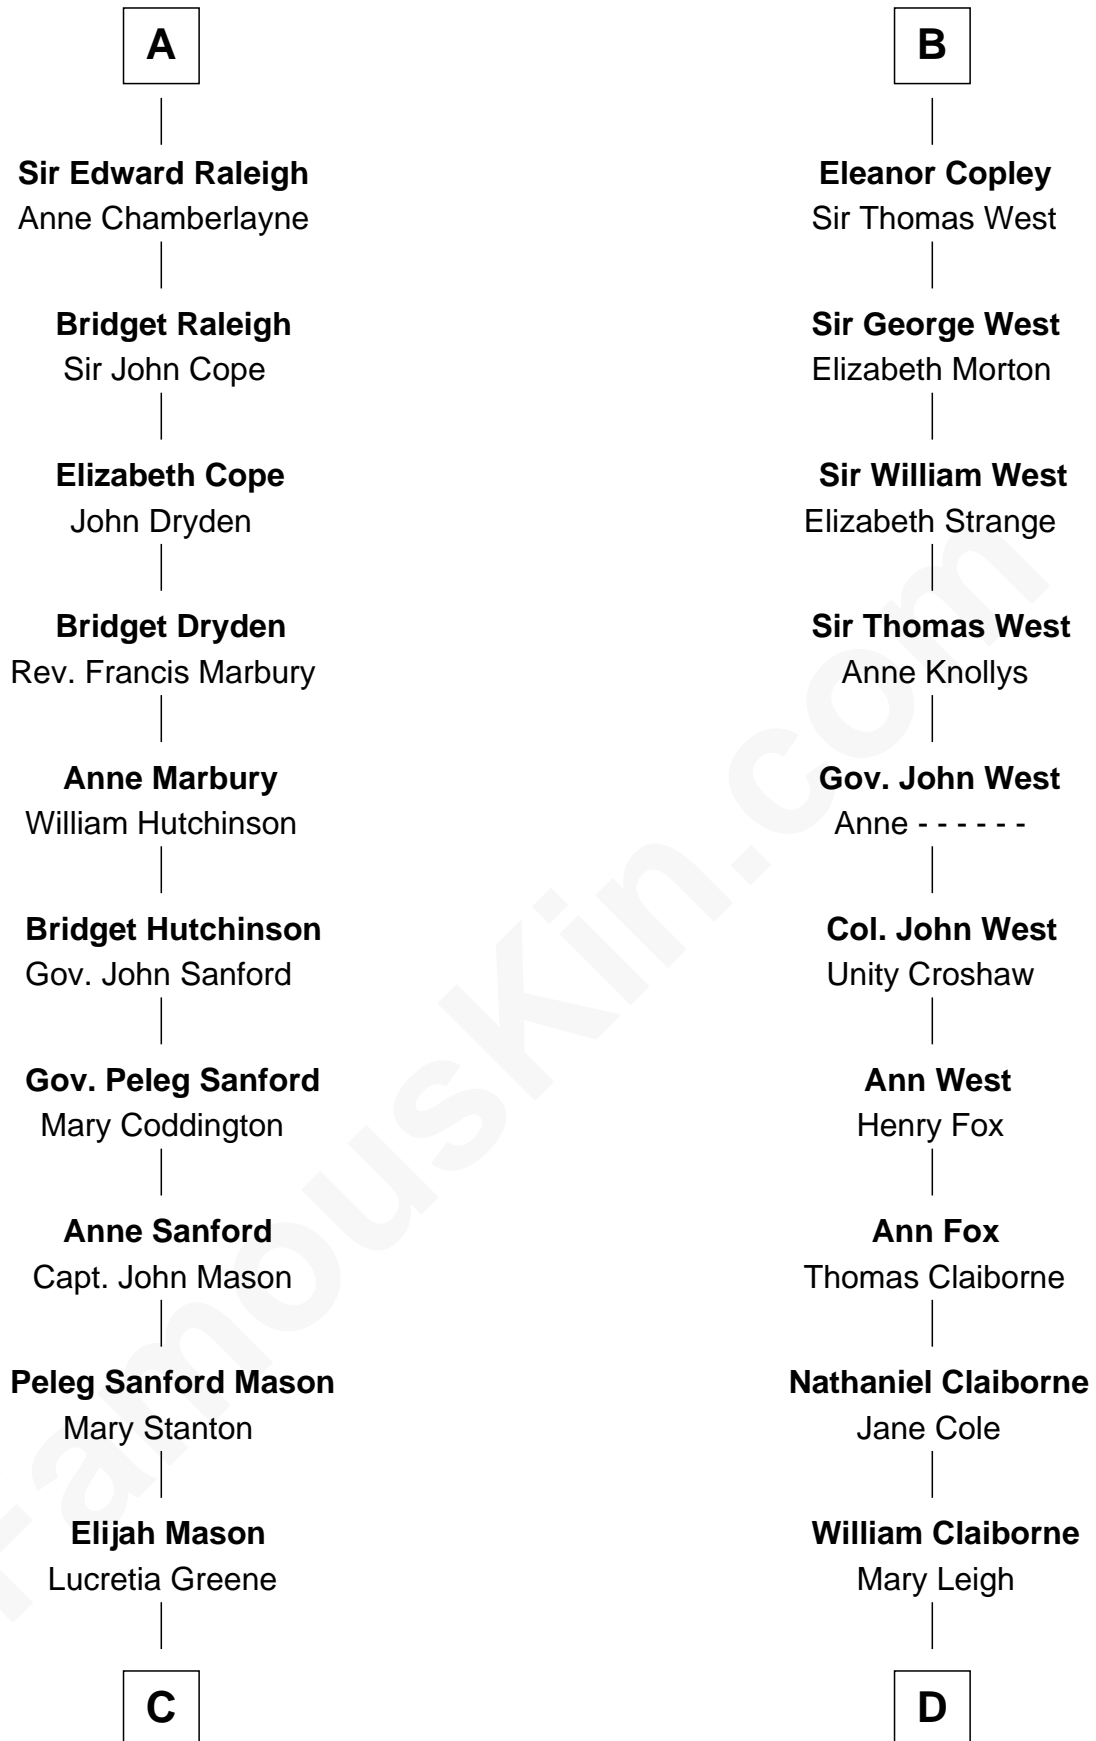 A
Sir Edward Raleigh
Anne Chamberlayne
Bridget Raleigh
Sir John Cope
Elizabeth Cope
John Dryden
Bridget Dryden
Rev. Francis Marbury
Anne Marbury
William Hutchinson
Bridget Hutchinson
Gov. John Sanford
Gov. Peleg Sanford
Mary Coddington
Anne Sanford
Capt. John Mason
Peleg Sanford Mason
Mary Stanton
Elijah Mason
Lucretia Greene
C
B
Eleanor Copley
Sir Thomas West
Sir George West
Elizabeth Morton
Sir William West
Elizabeth Strange
Sir Thomas West
Anne Knollys
Gov. John West
Anne - - - - - -
Col. John West
Unity Croshaw
Ann West
Henry Fox
Ann Fox
Thomas Claiborne
Nathaniel Claiborne
Jane Cole
William Claiborne
Mary Leigh
D
FamousKin.com